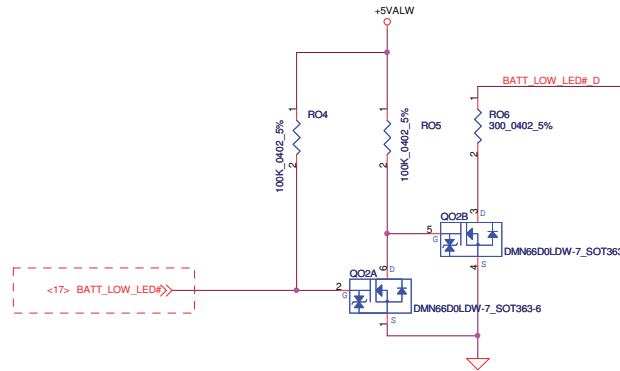 +5VALW
BATT_LOW_LED#_D
1
RO4
100K_0402_5%
2
1
RO5
100K_0402_5%
2
1
RO6
300_0402_5%
2
3
D
QO2B
5
G
DMN66D0LDW-7_SOT363
4
S
6
D
QO2A
2
G
DMN66D0LDW-7_SOT363-6
1
S
<17> BATT_LOW_LED#